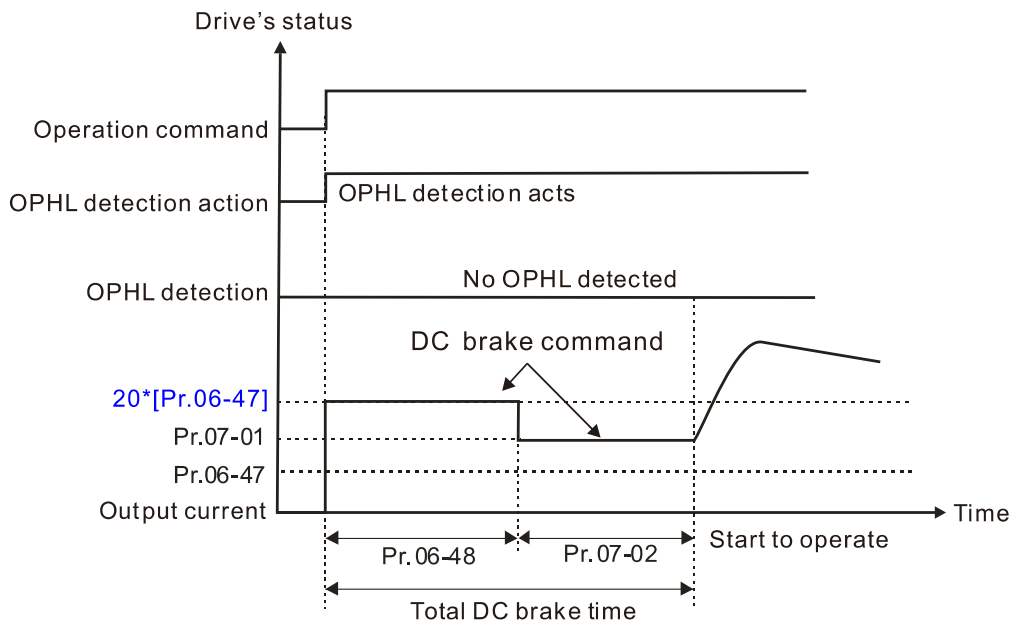 Drive's status
Operation command
OPHL detection action
OPHL detection acts
OPHL detection
No OPHL detected
DC brake command
20*[Pr.06-47]
Pr.07-01
Pr.06-47
Output current
Time
Pr.06-48
Pr.07-02
Start to operate
Total DC brake time